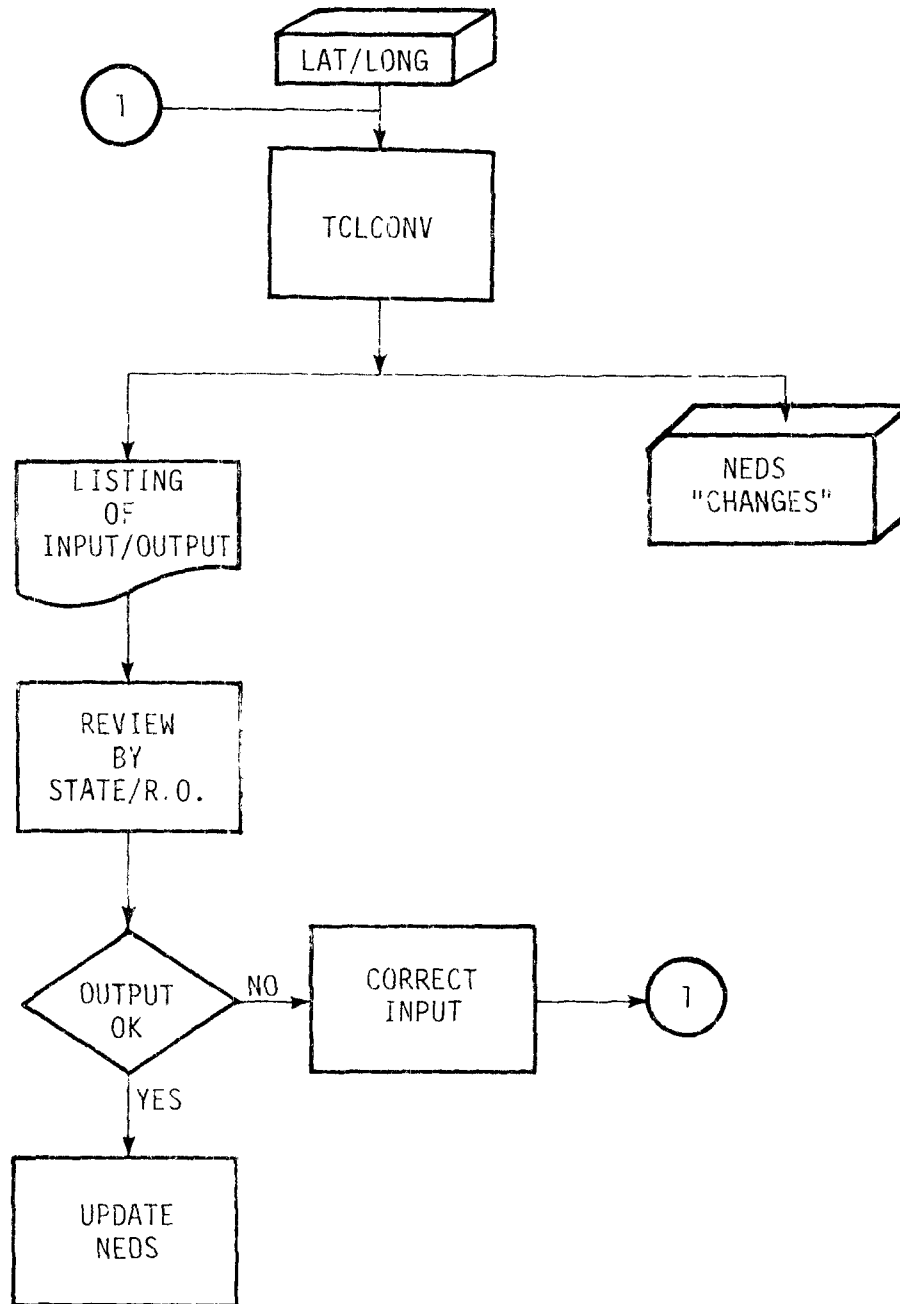 LAT/LONG
1
TCLCONV
LISTING
OF
INPUT/OUTPUT
NEDS
"CHANGES"
REVIEW
BY
STATE/R.O.
OUTPUT
OK
NO
CORRECT
INPUT
1
YES
UPDATE
NEDS